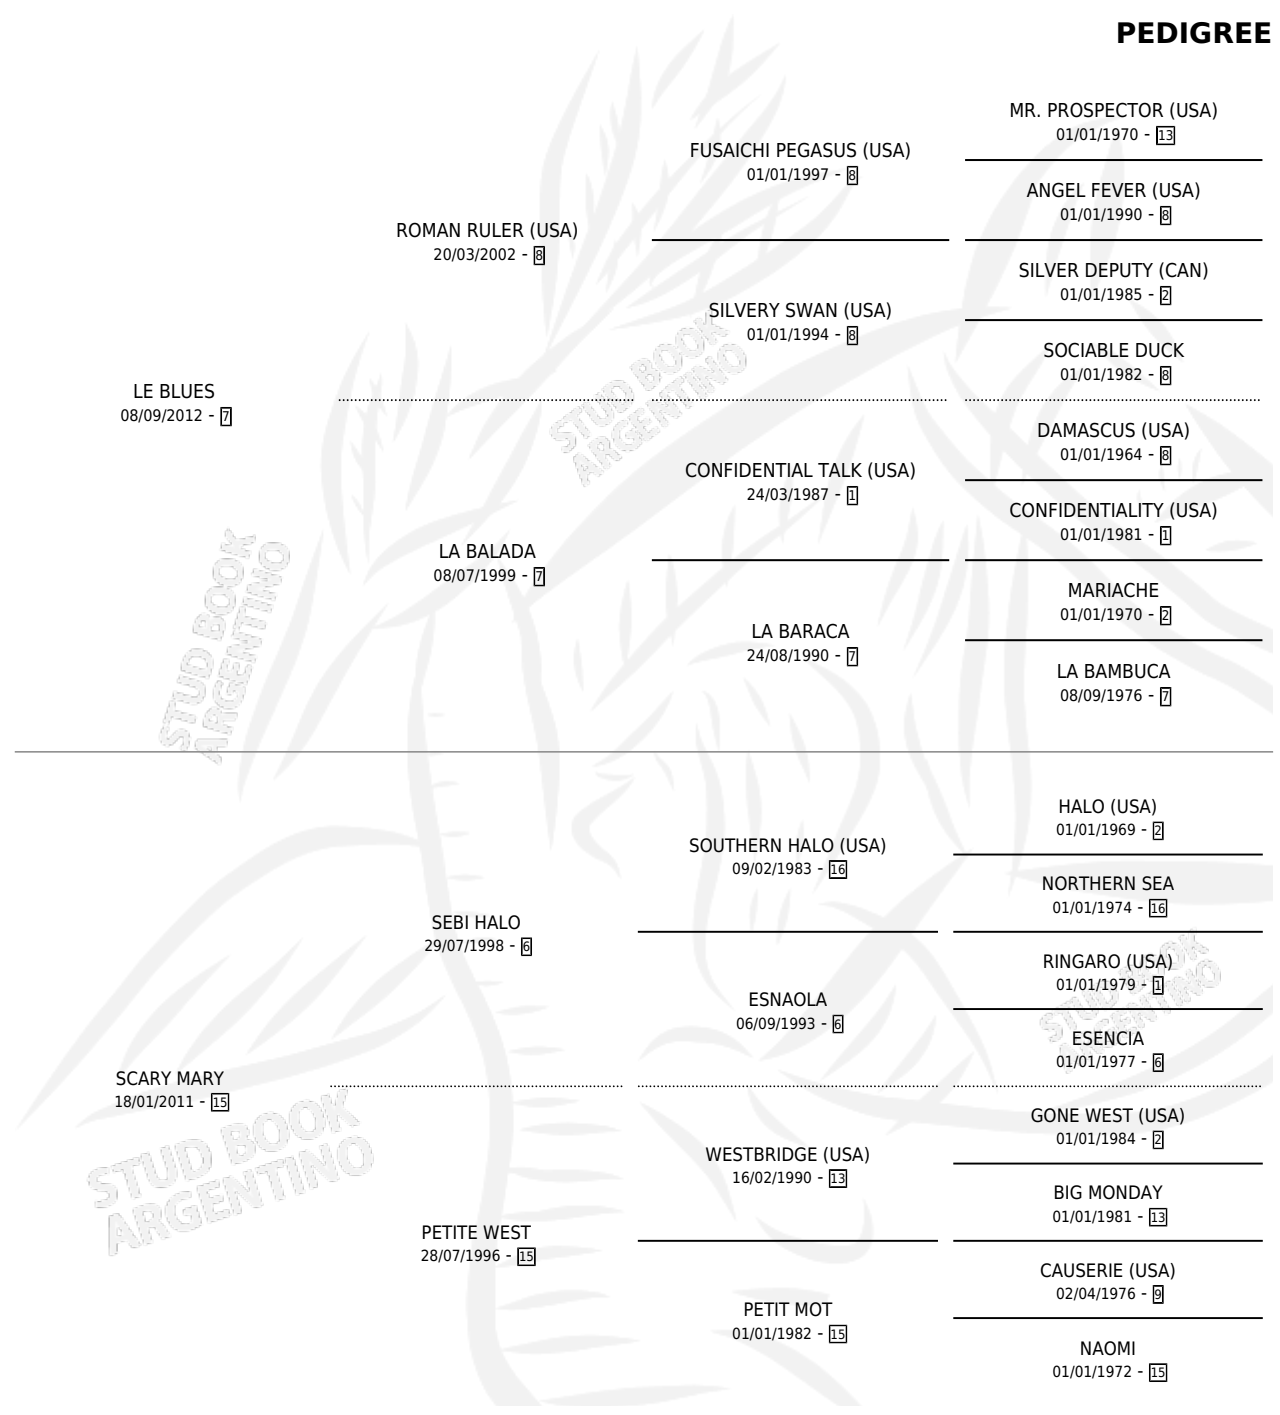 PEDIGREE
MR. PROSPECTOR (USA)
01/01/1970 - 13
FUSAICHI PEGASUS (USA)
01/01/1997 - 8
ANGEL FEVER (USA)
01/01/1990 - 8
ROMAN RULER (USA)
20/03/2002 - 8
SILVER DEPUTY (CAN)
01/01/1985 - 2
SILVERY SWAN (USA)
01/01/1994 - 8
SOCIABLE DUCK
01/01/1982 - 8
LE BLUES
08/09/2012 - 7
DAMASCUS (USA)
01/01/1964 - 8
CONFIDENTIAL TALK (USA)
24/03/1987 - 1
CONFIDENTIALITY (USA)
01/01/1981 - 1
LA BALADA
08/07/1999 - 7
MARIACHE
01/01/1970 - 2
LA BARACA
24/08/1990 - 7
LA BAMBUCA
08/09/1976 - 7
HALO (USA)
01/01/1969 - 2
SOUTHERN HALO (USA)
09/02/1983 - 16
NORTHERN SEA
01/01/1974 - 16
SEBI HALO
29/07/1998 - 6
RINGARO (USA)
01/01/1979 - 1
ESNAOLA
06/09/1993 - 6
ESENCIA
01/01/1977 - 6
SCARY MARY
18/01/2011 - 15
GONE WEST (USA)
01/01/1984 - 2
WESTBRIDGE (USA)
16/02/1990 - 13
BIG MONDAY
01/01/1981 - 13
PETITE WEST
28/07/1996 - 15
CAUSERIE (USA)
02/04/1976 - 9
PETIT MOT
01/01/1982 - 15
NAOMI
01/01/1972 - 15
STUD BOOK
ARGENTINO
STUD BOOK
ARGENTINO
STUD BOOK
ARGENTINO
STUD BOOK
ARGENTINO